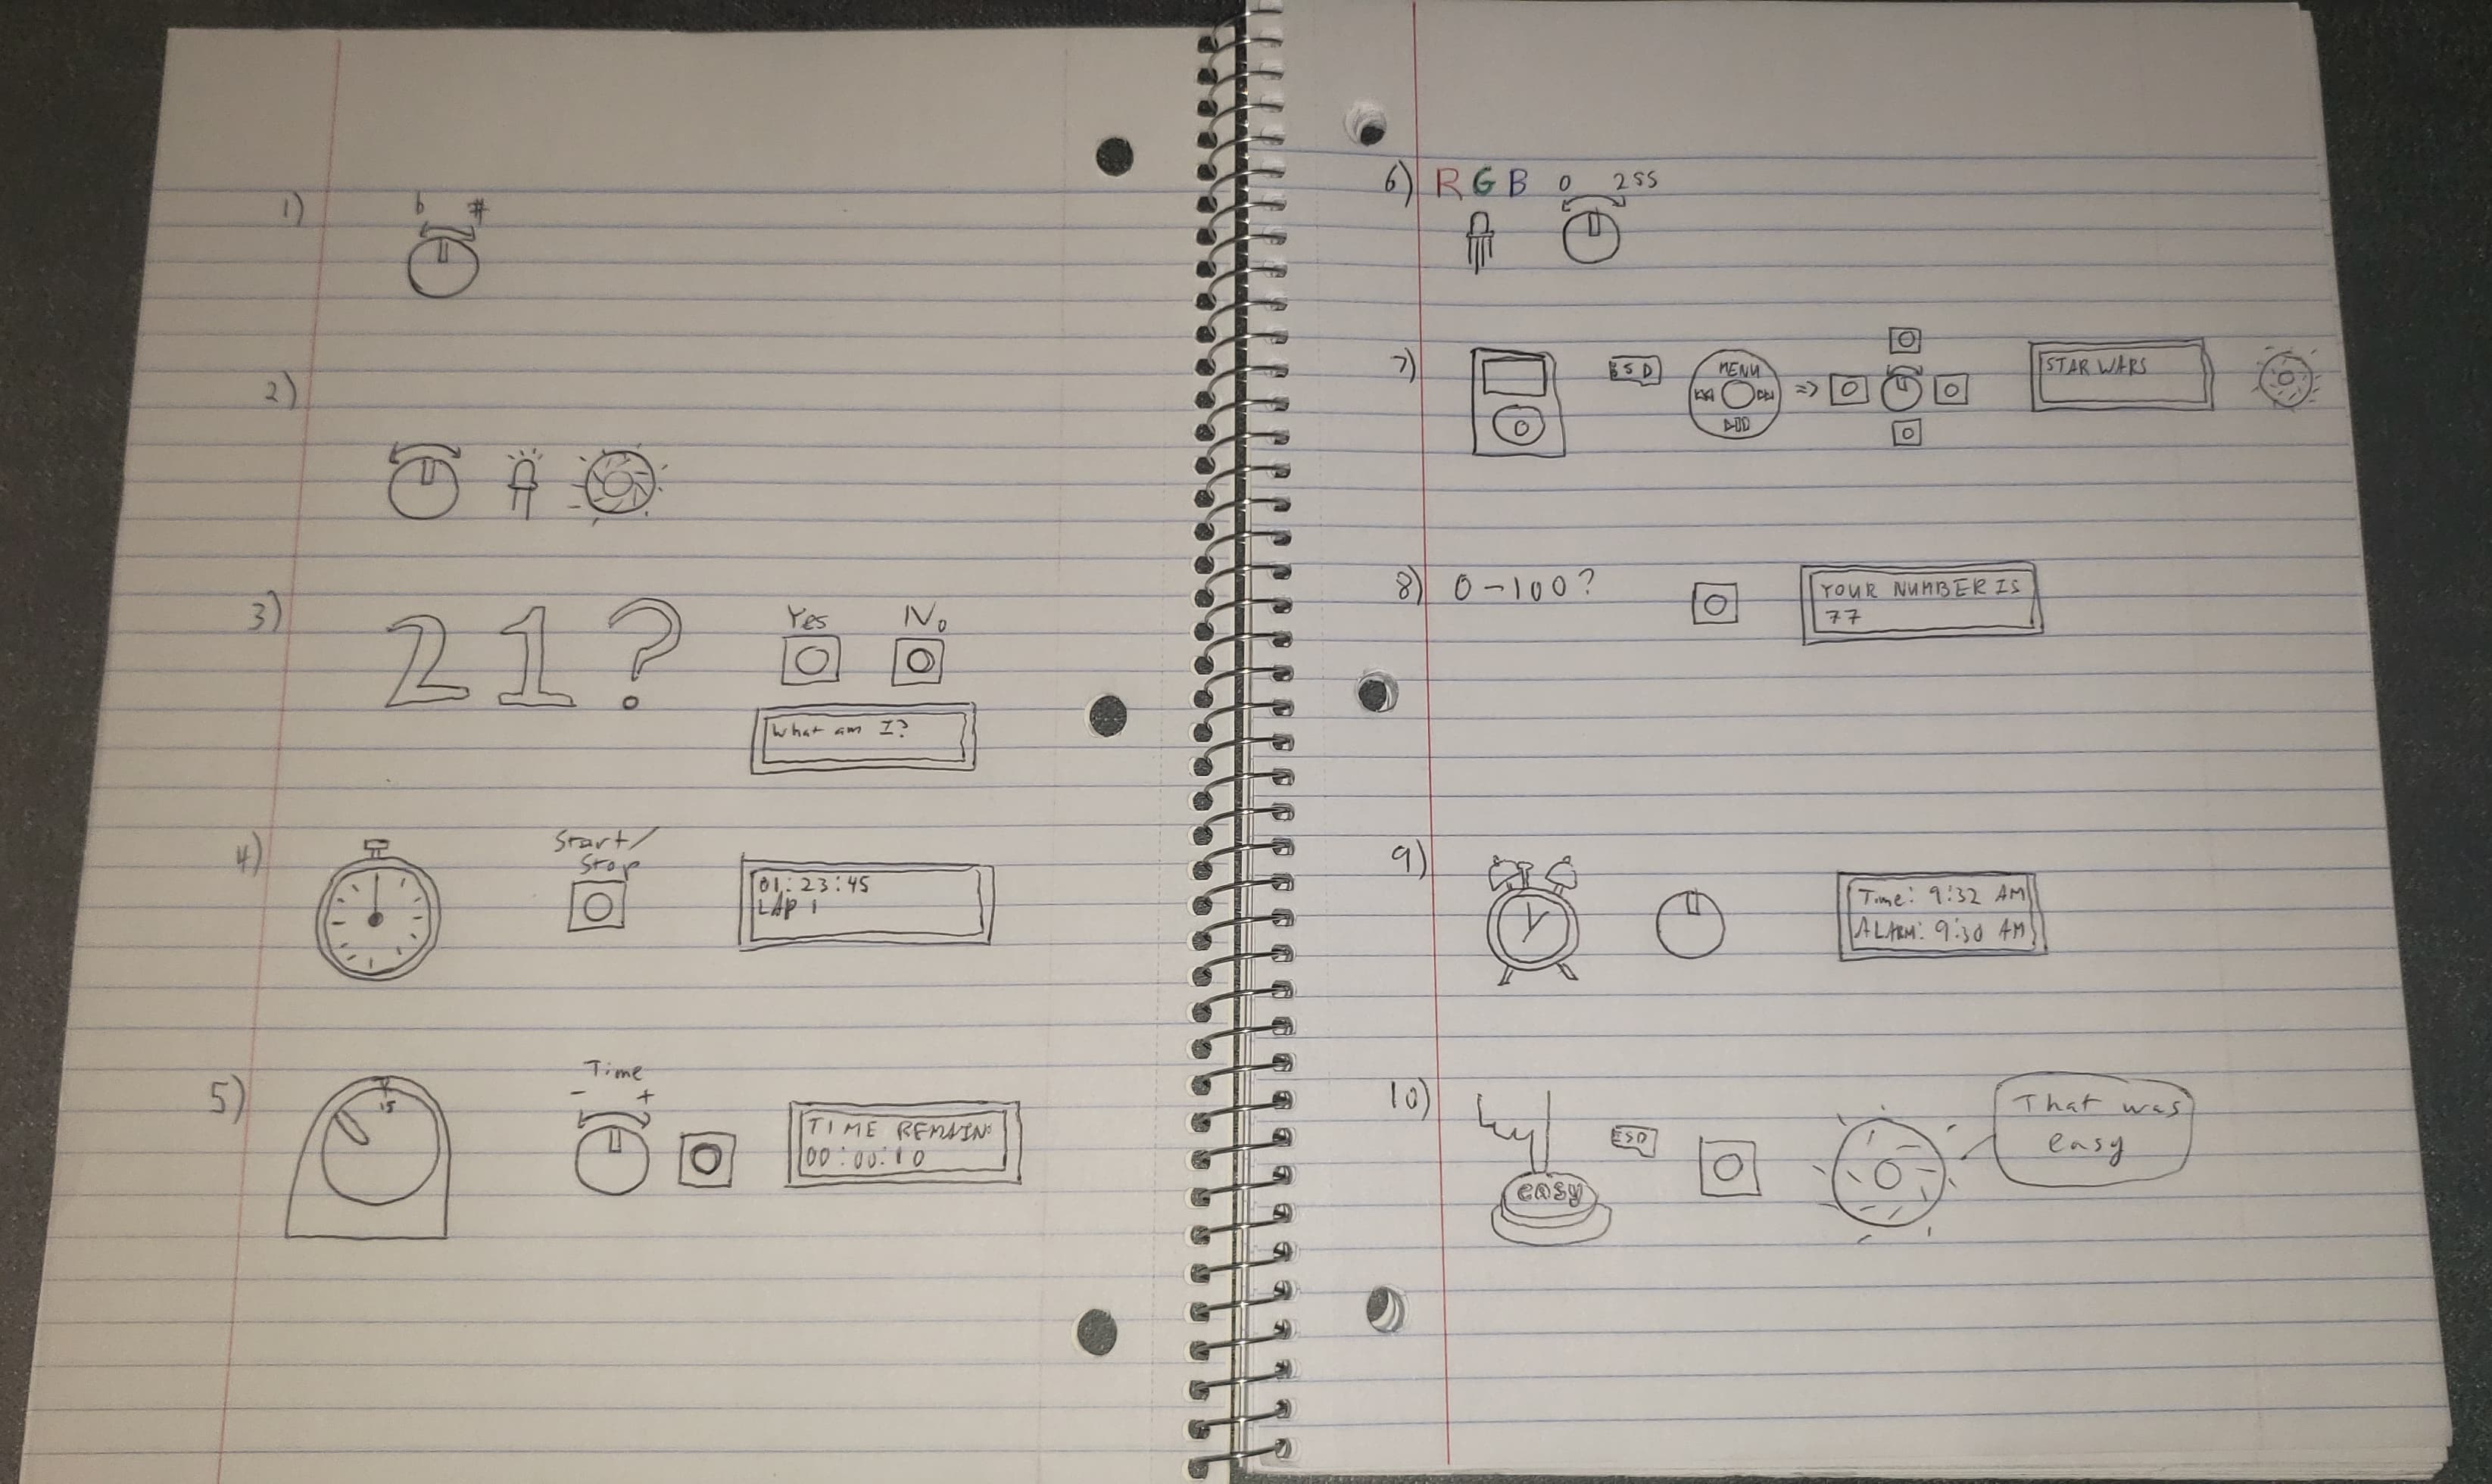 1)
b #
2)
3)
21?
Yes No
What am I?
4)
Start/
Stop
01:23:45
LAP 1
5)
15
Time
- +
TIME REMAIN:
00:00:10
6) RGB 0 255
7)
SD
MENU
=>
STAR WARS
8) 0-100?
YOUR NUMBER IS
77
9)
Time: 9:32 AM
ALARM: 9:30 AM
10)
easy
SD
That was
easy